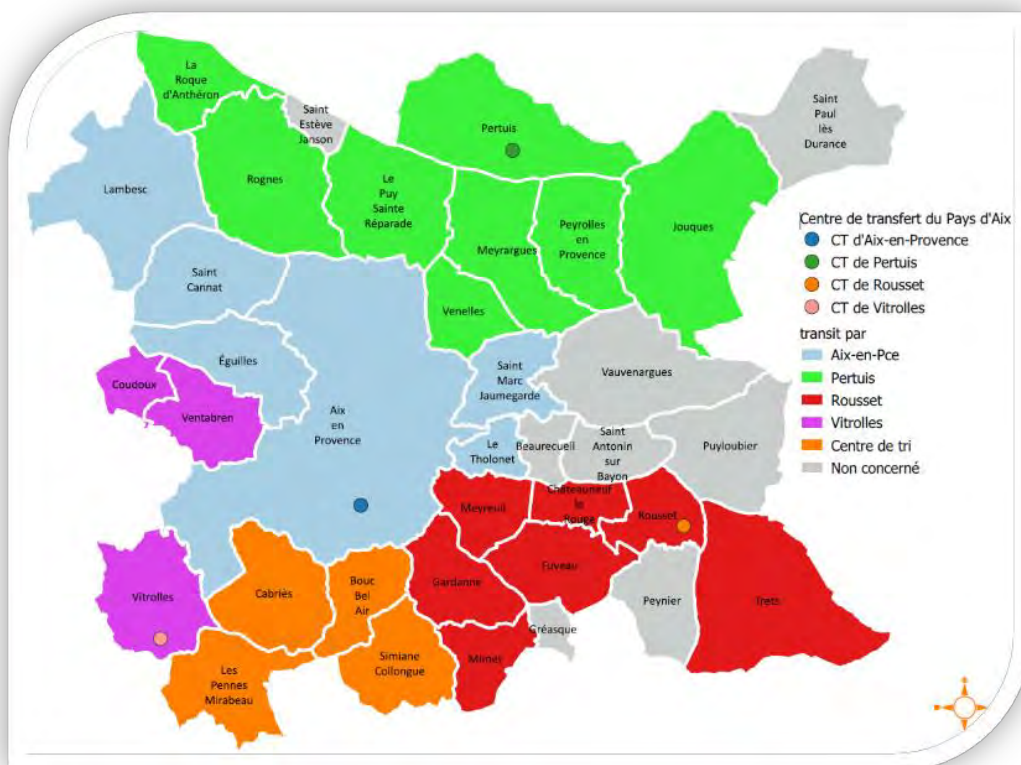 La
Roque
d'Anthéron
Saint
Estève
Janson
Pertuis
Saint
Paul
lès
Durance
Lambesc
Rognes
Le
Puy
Sainte
Réparade
Meyrargues
Peyrolles
en
Provence
Jouques
Saint
Cannat
Venelles
Éguilles
Saint
Marc
Jaumegarde
Vauvenargues
Coudoux
Ventabren
Aix
en
Provence
Le
Tholonet
Beaurecueil
Saint
Antonin
sur
Bayon
Puyloubier
Meyreuil
Châteauneuf
le
Rouge
Rousset
Vitrolles
Cabriès
Bouc
Bel
Air
Gardanne
Fuveau
Peynier
Trets
Gréasque
Les
Pennes
Mirabeau
Simiane
Collongue
Mimet
Centre de transfert du Pays d'Aix
CT d'Aix-en-Provence
CT de Pertuis
CT de Rousset
CT de Vitrolles
transit par
Aix-en-Pce
Pertuis
Rousset
Vitrolles
Centre de tri
Non concerné